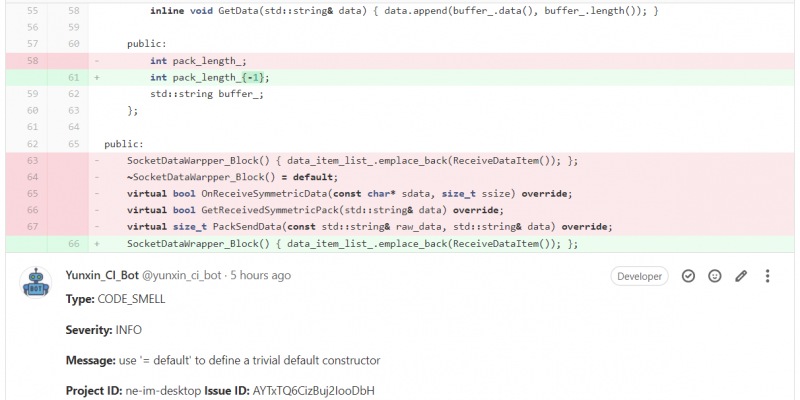 55 58 inline void GetData(std::string& data) { data.append(buffer_.data(), buffer_.length()); }
56 59
57 60 public:
58 - int pack_length_;
61 + int pack_length_{-1};
59 62 std::string buffer_;
60 63 };
61 64
62 65 public:
63 - SocketDataWarpper_Block() { data_item_list_.emplace_back(ReceiveDataItem()); };
64 - ~SocketDataWarpper_Block() = default;
65 - virtual bool OnReceiveSymmetricData(const char* sdata, size_t ssize) override;
66 - virtual bool GetReceivedSymmetricPack(std::string& data) override;
67 - virtual size_t PackSendData(const std::string& raw_data, std::string& data) override;
66 + SocketDataWrapper_Block() { data_item_list_.emplace_back(ReceiveDataItem()); };
BOT Yunxin_CI_Bot @yunxin_ci_bot · 5 hours ago Developer
Type: CODE_SMELL
Severity: INFO
Message: use '= default' to define a trivial default constructor
Project ID: ne-im-desktop Issue ID: AYTxTQ6CizBuj2IooDbH